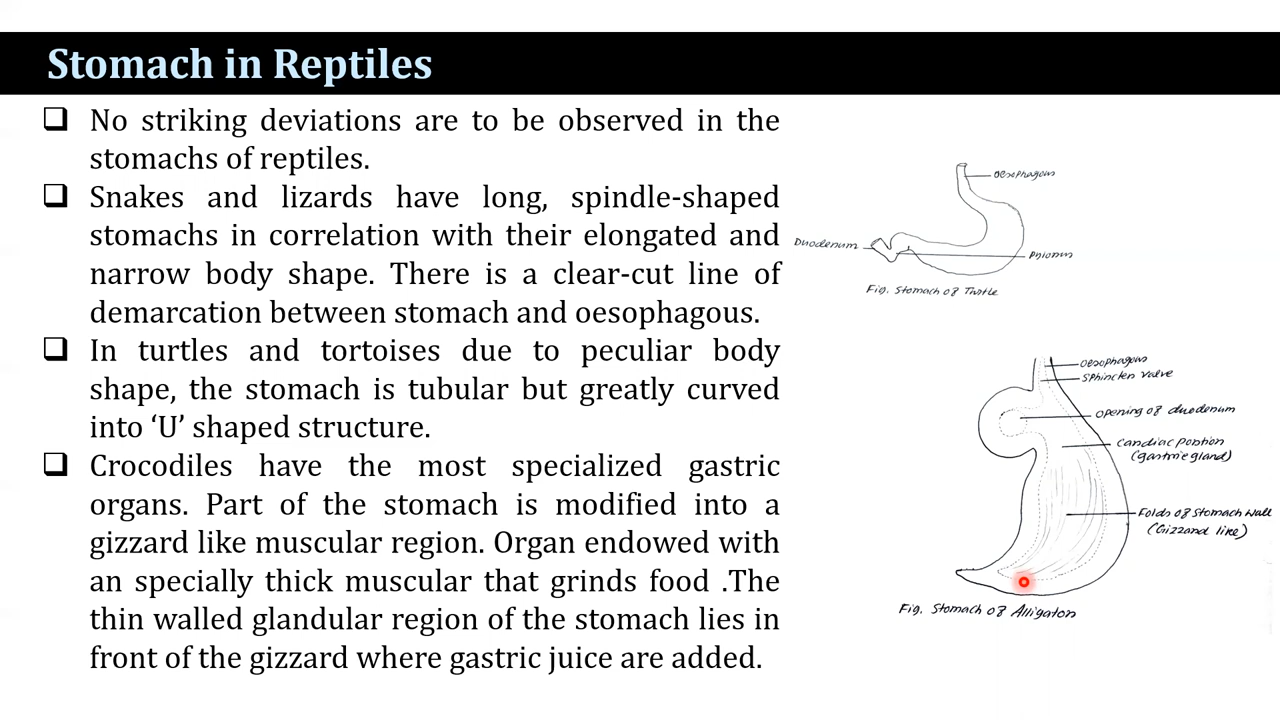 Stomach in Reptiles
❑ No striking deviations are to be observed in the
stomachs of reptiles.
❑ Snakes and lizards have long, spindle-shaped
stomachs in correlation with their elongated and
narrow body shape. There is a clear-cut line of
demarcation between stomach and oesophagous.
❑ In turtles and tortoises due to peculiar body
shape, the stomach is tubular but greatly curved
into ‘U’ shaped structure.
❑ Crocodiles have the most specialized gastric
organs. Part of the stomach is modified into a
gizzard like muscular region. Organ endowed with
an specially thick muscular that grinds food .The
thin walled glandular region of the stomach lies in
front of the gizzard where gastric juice are added.
oesophagous
Duodenum
Fig. Stomach of Turtle
oesophagous
Sphincter valve
opening of duodenum
cardiac portion
(gastric gland)
Folds of Stomach wall
(Gizzard like)
Fig. Stomach of Alligator